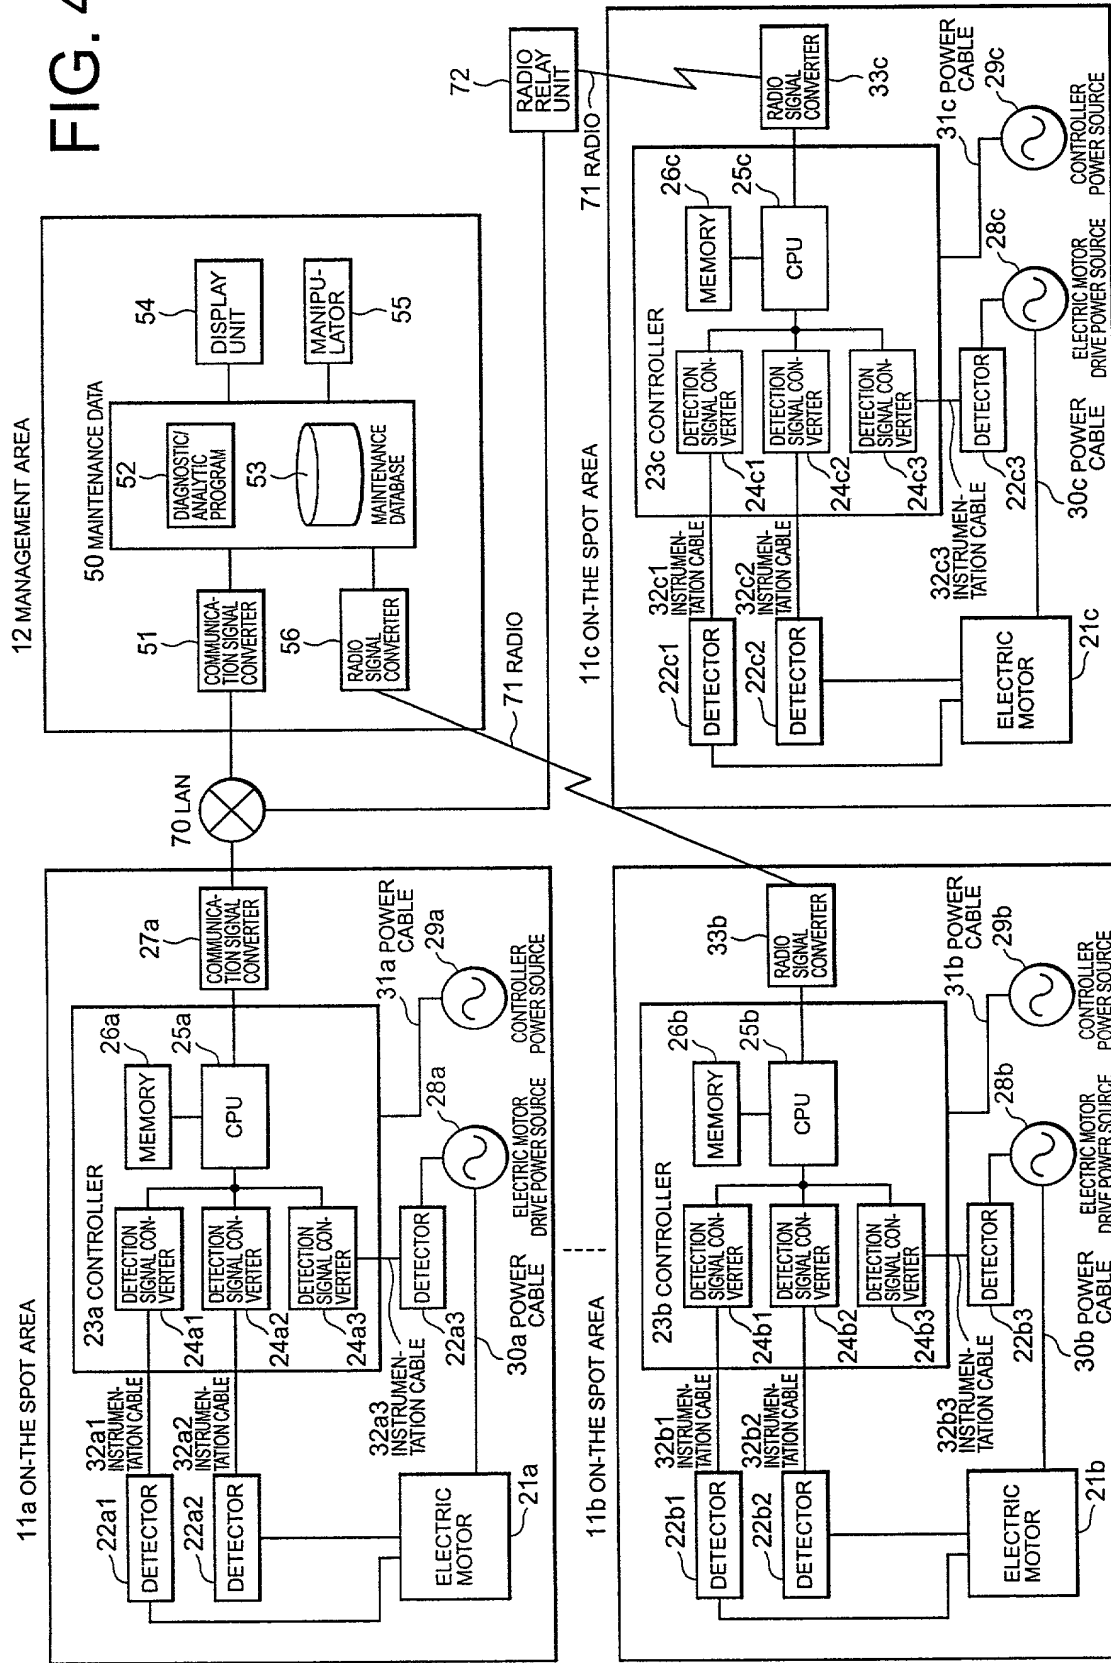 FIG. 4
12 MANAGEMENT AREA
50 MAINTENANCE DATA
51
COMMUNICA-
TION SIGNAL
CONVERTER
52
DIAGNOSTIC/
ANALYTIC
PROGRAM
53
MAINTENANCE
DATABASE
54
DISPLAY
UNIT
MANIPU-
LATOR
55
56
RADIO
SIGNAL
CONVERTER
71 RADIO
70 LAN
72
RADIO
RELAY
UNIT
71 RADIO
11a ON-THE SPOT AREA
22a1
DETECTOR
22a2
DETECTOR
32a1
INSTRUMEN-
TATION CABLE
32a2
INSTRUMEN-
TATION CABLE
32a3
INSTRUMEN-
TATION CABLE
23a CONTROLLER
DETECTION
SIGNAL CON-
VERTER
24a1
DETECTION
SIGNAL CON-
VERTER
24a2
DETECTION
SIGNAL CON-
VERTER
24a3
26a
MEMORY
25a
CPU
27a
COMMUNICA-
TION SIGNAL
CONVERTER
31a POWER
CABLE
29a
CONTROLLER
POWER SOURCE
28a
ELECTRIC MOTOR
DRIVE POWER SOURCE
DETECTOR
22a3
30a POWER
CABLE
ELECTRIC
MOTOR
21a
11b ON-THE SPOT AREA
22b1
DETECTOR
22b2
DETECTOR
32b1
INSTRUMEN-
TATION CABLE
32b2
INSTRUMEN-
TATION CABLE
32b3
INSTRUMEN-
TATION CABLE
23b CONTROLLER
DETECTION
SIGNAL CON-
VERTER
24b1
DETECTION
SIGNAL CON-
VERTER
24b2
DETECTION
SIGNAL CON-
VERTER
24b3
26b
MEMORY
25b
CPU
33b
RADIO
SIGNAL
CONVERTER
31b POWER
CABLE
29b
CONTROLLER
POWER SOURCE
28b
ELECTRIC MOTOR
DRIVE POWER SOURCE
DETECTOR
22b3
30b POWER
CABLE
ELECTRIC
MOTOR
21b
11c ON-THE SPOT AREA
22c1
DETECTOR
22c2
DETECTOR
32c1
INSTRUMEN-
TATION CABLE
32c2
INSTRUMEN-
TATION CABLE
32c3
INSTRUMEN-
TATION CABLE
23c CONTROLLER
DETECTION
SIGNAL CON-
VERTER
24c1
DETECTION
SIGNAL CON-
VERTER
24c2
DETECTION
SIGNAL CON-
VERTER
24c3
26c
MEMORY
25c
CPU
RADIO
SIGNAL
CONVERTER
33c
31c POWER
CABLE
29c
CONTROLLER
POWER SOURCE
28c
ELECTRIC MOTOR
DRIVE POWER SOURCE
DETECTOR
22c3
30c POWER
CABLE
ELECTRIC
MOTOR
21c